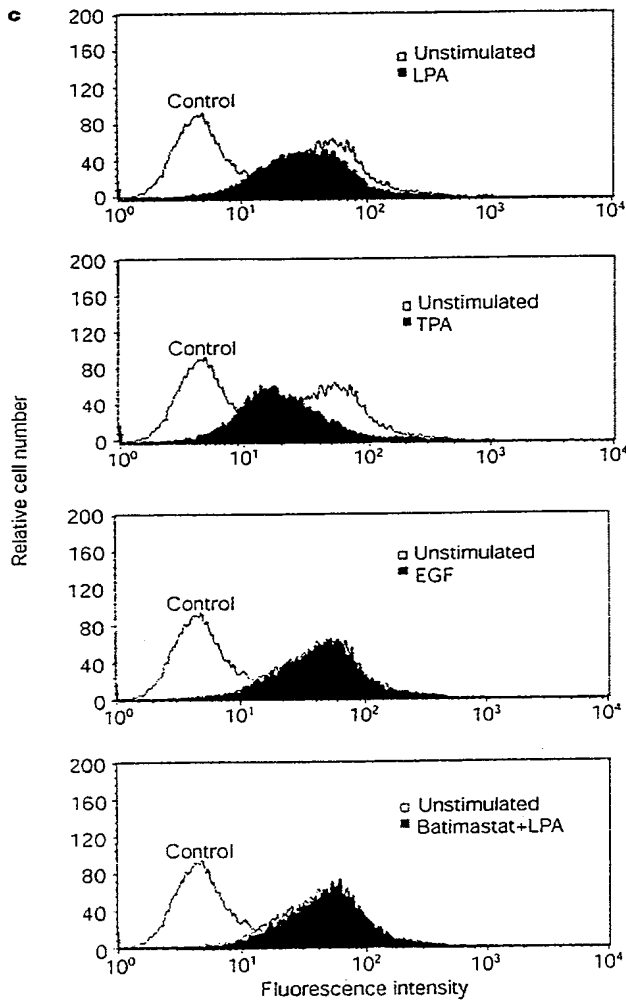 c
200
160
120
80
40
0
Control
Unstimulated
LPA
10⁰
10¹
10²
10³
10⁴
200
160
120
80
40
0
Control
Unstimulated
TPA
10⁰
10¹
10²
10³
10⁴
Relative cell number
200
160
120
80
40
0
Control
Unstimulated
EGF
10⁰
10¹
10²
10³
10⁴
200
160
120
80
40
0
Control
Unstimulated
Batimastat+LPA
10⁰
10¹
10²
10³
10⁴
Fluorescence intensity